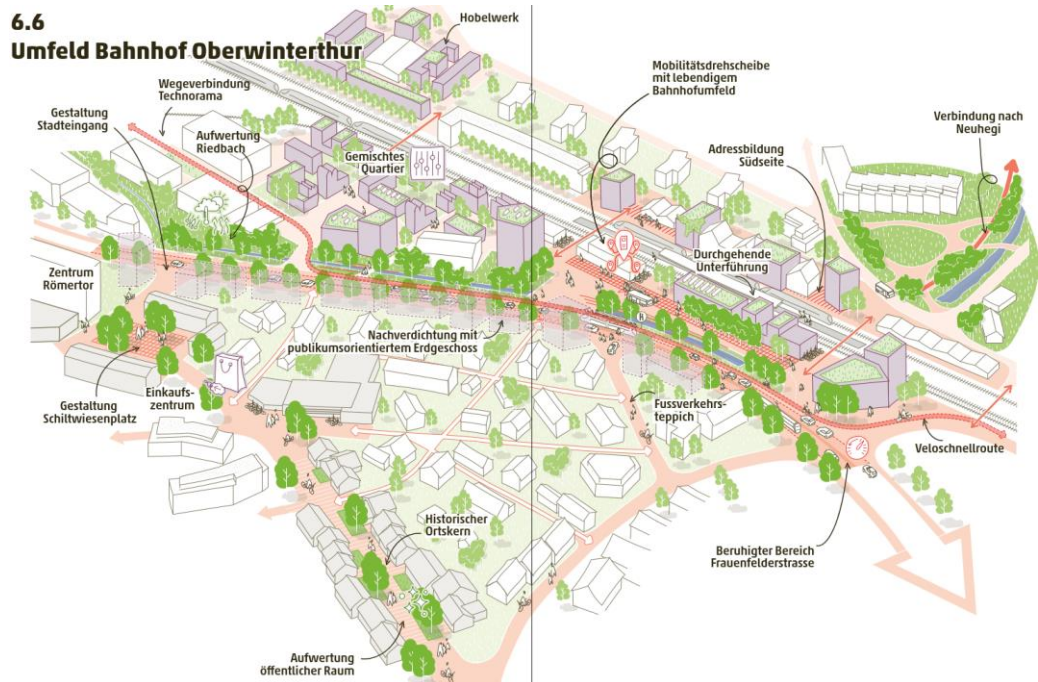 6.6
Umfeld Bahnhof Oberwinterthur
Hobelwerk
Wegeverbindung
Technorama
Gestaltung
Stadteingang
Aufwertung
Riedbach
Gemischtes
Quartier
Mobilitätsdrehscheibe
mit lebendigem
Bahnhofumfeld
Adressbildung
Südseite
Verbindung nach
Neuhegi
Durchgehende
Unterführung
Zentrum
Römertor
Nachverdichtung mit
publikumsorientiertem Erdgeschoss
Einkaufs-
zentrum
Gestaltung
Schiltwiesenplatz
Fussverkehrs-
teppich
Veloschnellroute
Historischer
Ortskern
Beruhigter Bereich
Frauenfelderstrasse
Aufwertung
öffentlicher Raum